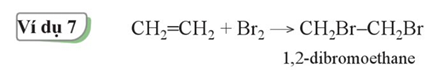 Ví dụ 7 CH₂=CH₂ + Br₂ → CH₂Br–CH₂Br
1,2-dibromoethane